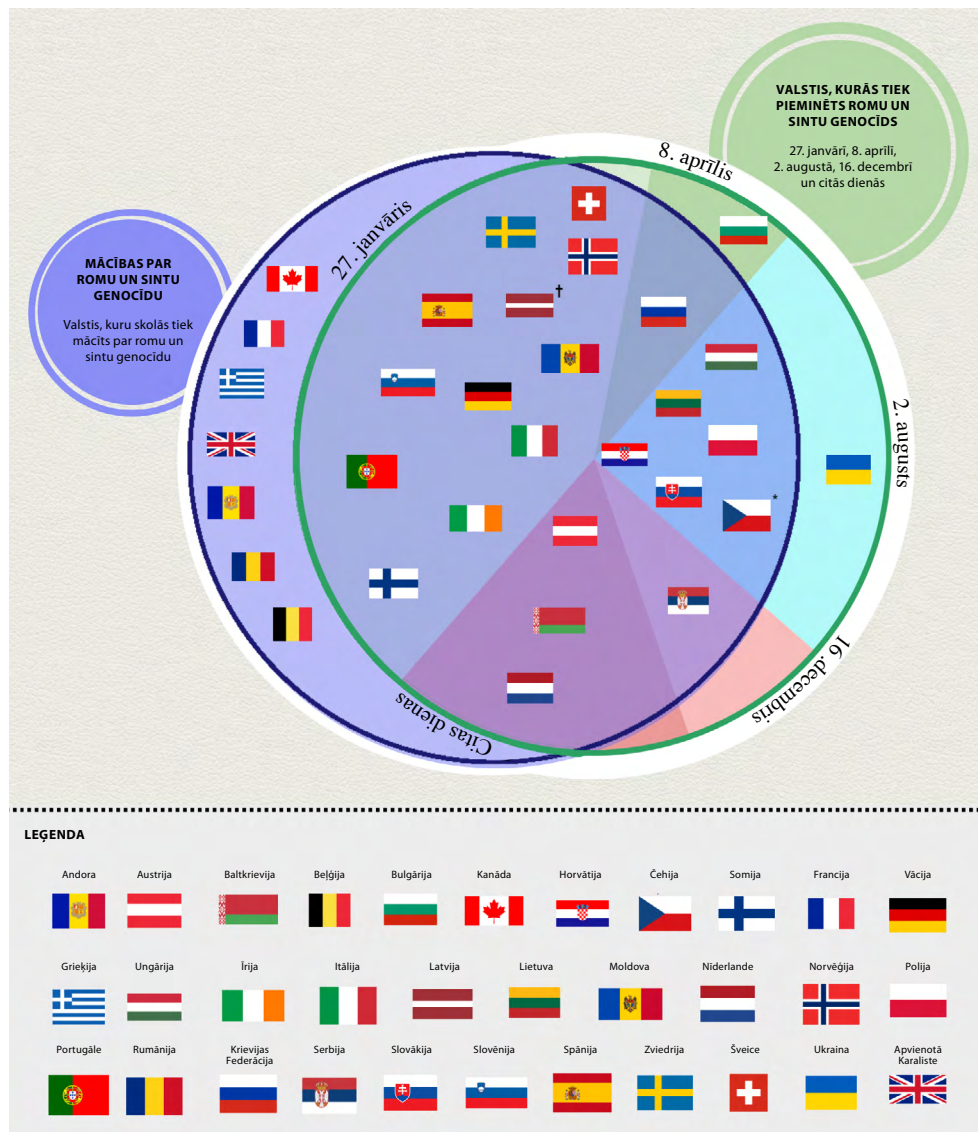 VALSTIS, KURĀS TIEK
PIEMINĒTS ROMU UN
SINTU GENOCĪDS
27. janvārī, 8. aprīlī,
2. augustā, 16. decembrī
un citās dienās
MĀCĪBAS PAR
ROMU UN SINTU
GENOCĪDU
Valstis, kuru skolās tiek
mācīts par romu un
sintu genocīdu
27. janvāris
8. aprīlis
2. augusts
16. decembris
Citas dienas
†
*
LEĢENDA
Andora Austrija Baltkrievija Beļģija Bulgārija Kanāda Horvātija Čehija Somija Francija Vācija
Grieķija Ungārija Īrija Itālija Latvija Lietuva Moldova Nīderlande Norvēģija Polija
Portugāle Rumānija Krievijas Serbija Slovākija Slovēnija Spānija Zviedrija Šveice Ukraina Apvienotā
Federācija Karaliste